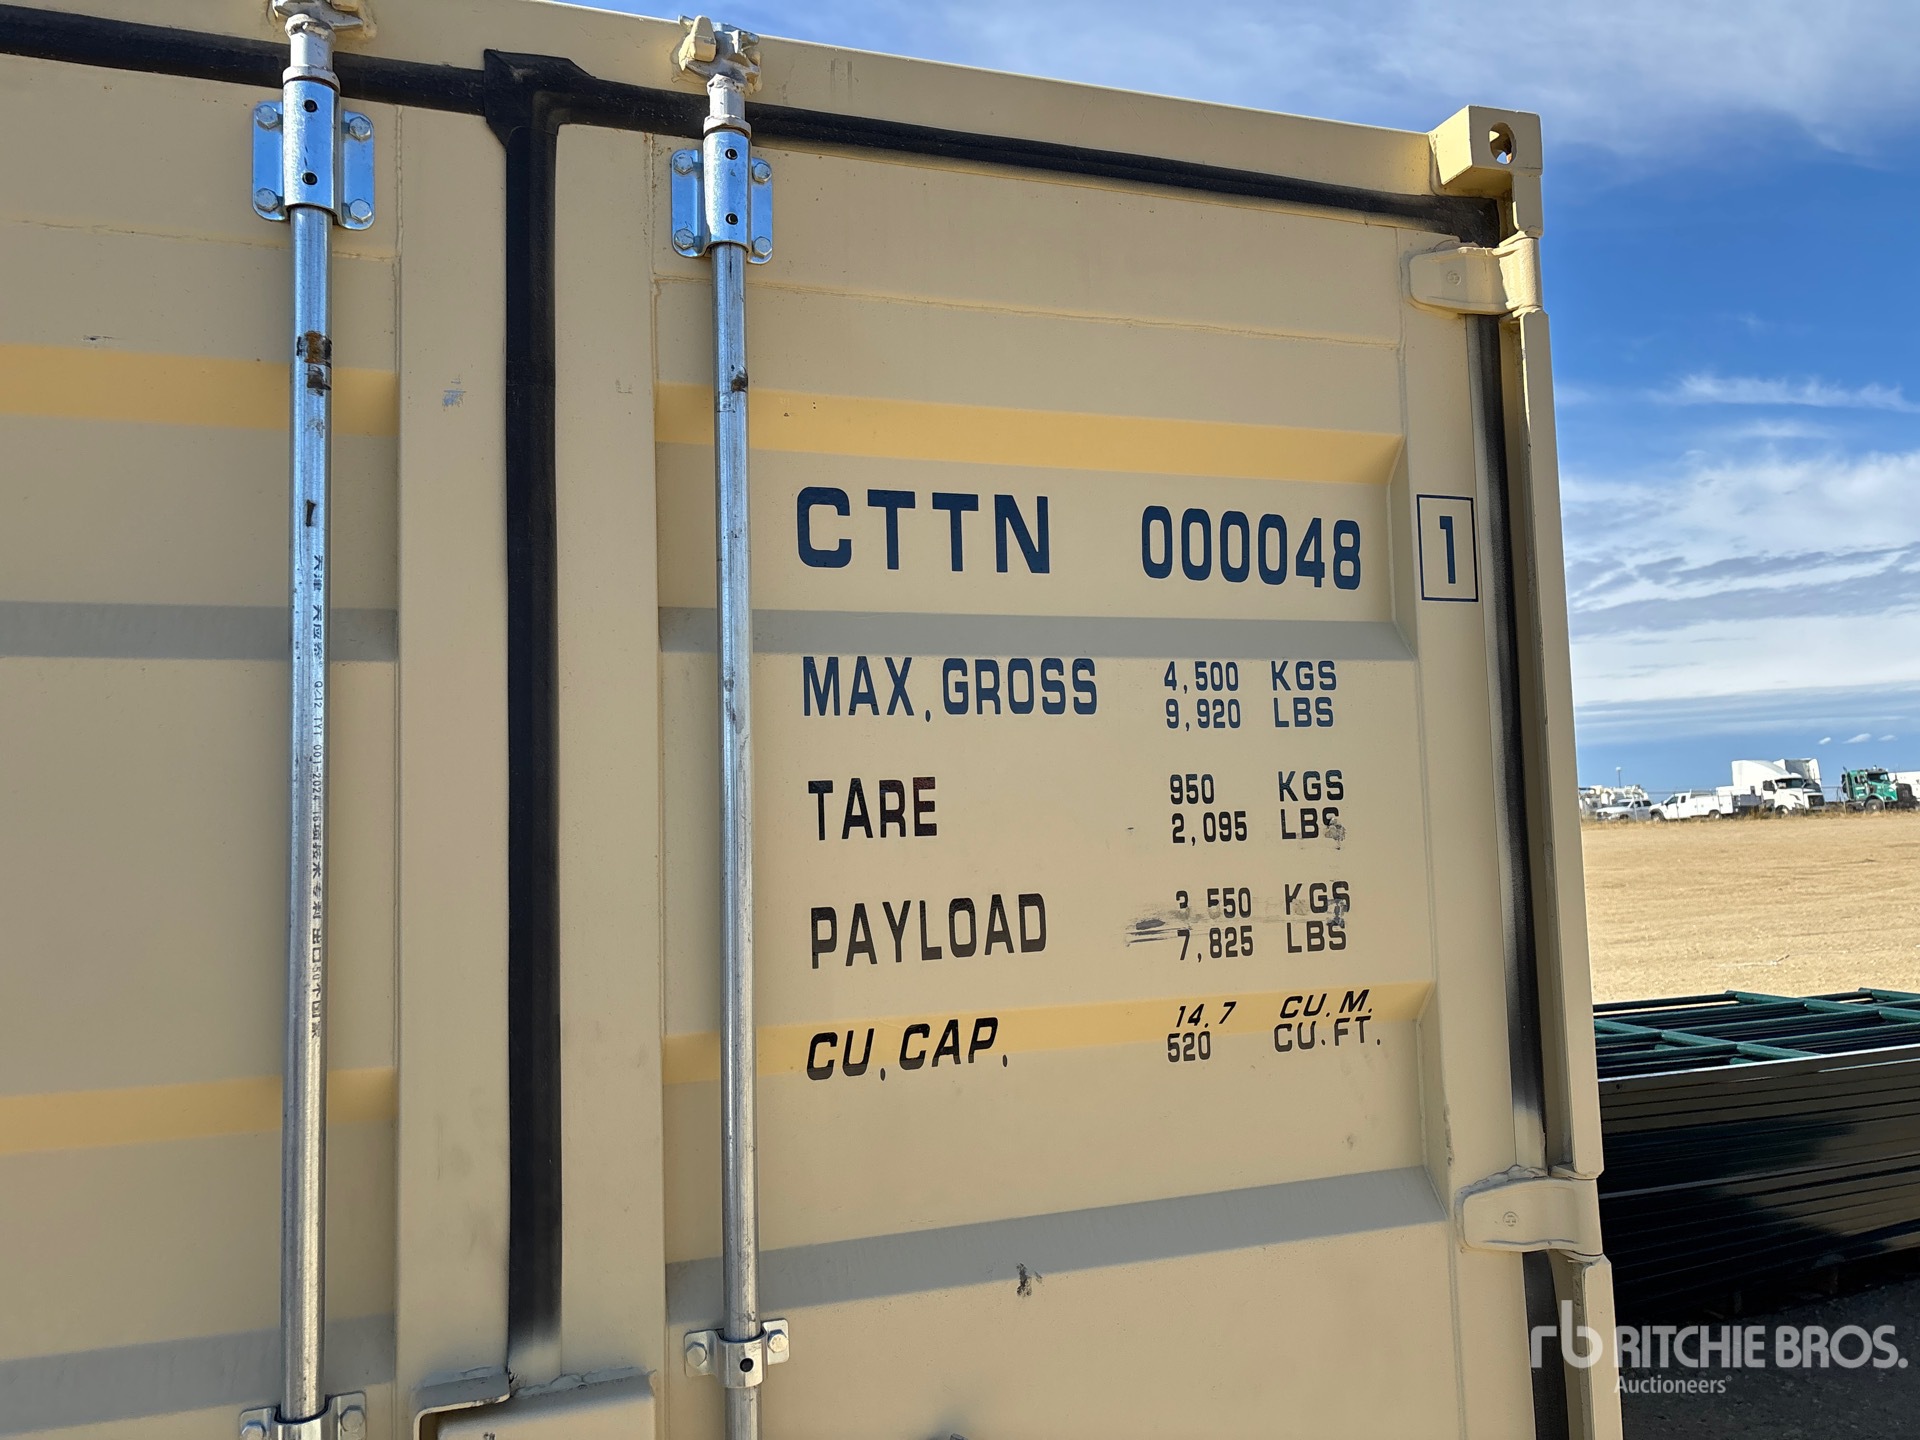 CTTN 000048 1
MAX.GROSS 4,500 KGS
9,920 LBS
TARE 950 KGS
2,095 LBS
PAYLOAD 3 550 KGS
7,825 LBS
CU.CAP. 14.7 CU.M.
520 CU.FT.
rb RITCHIE BROS.
Auctioneers